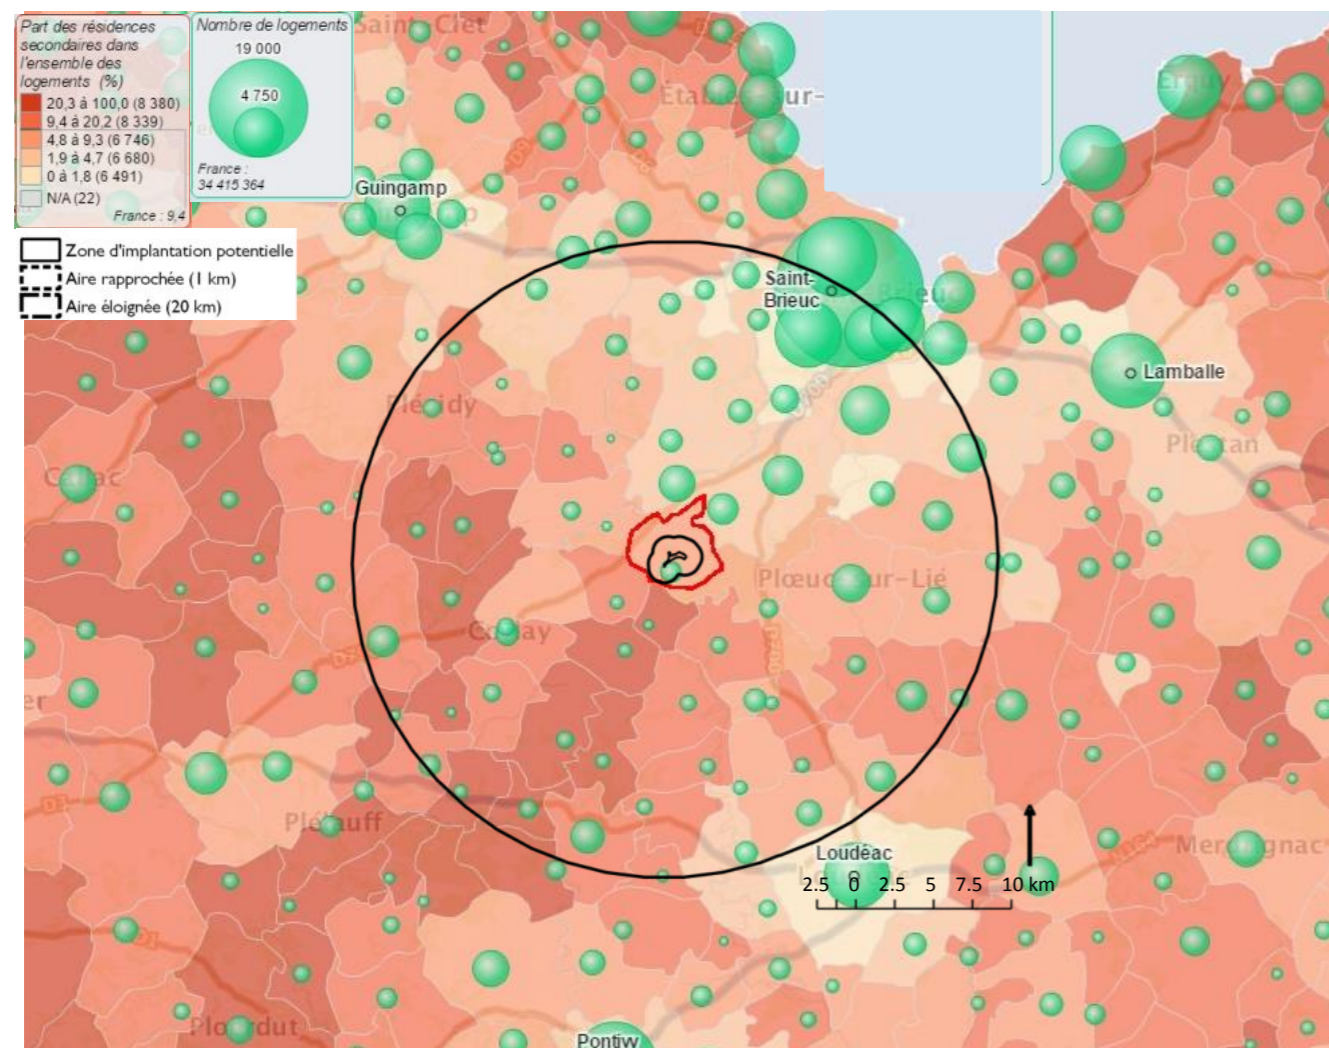 Part des résidences
secondaires dans
l'ensemble des
logements (%)
20,3 à 100,0 (8 380)
9,4 à 20,2 (8 339)
4,8 à 9,3 (6 746)
1,9 à 4,7 (6 680)
0 à 1,8 (6 491)
N/A (22)
France : 9,4
Nombre de logements
19 000
4 750
France :
34 415 364
Zone d'implantation potentielle
Aire rapprochée (1 km)
Aire éloignée (20 km)
Guingamp
Saint-
Brieuc
Lamballe
Plœuc-sur-Lié
Loudéac
2.5 0 2.5 5 7.5 10 km
Pontivy